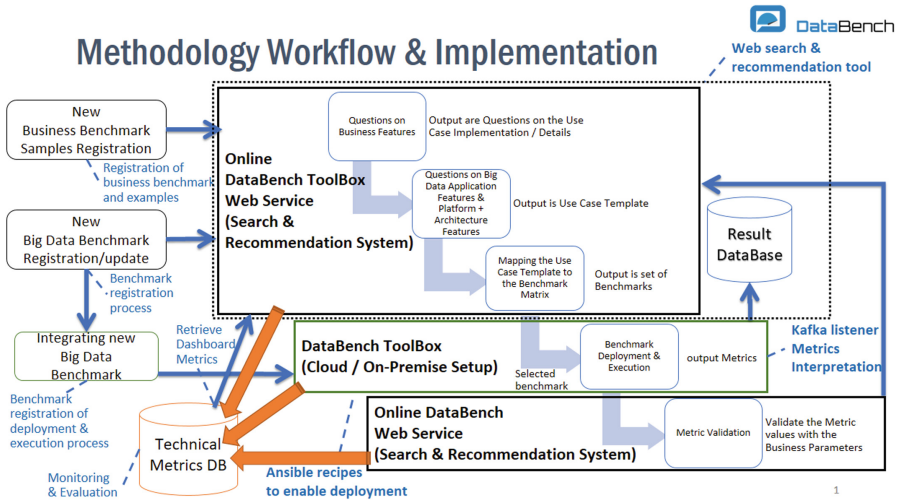 DataBench
Methodology Workflow & Implementation
Web search &
recommendation tool
New
Business Benchmark
Samples Registration
Registration of
business benchmark
and examples
New
Big Data Benchmark
Registration/update
Benchmark
registration
process
Integrating new
Big Data
Benchmark
Benchmark
registration of
deployment &
execution process
Monitoring
& Evaluation
Retrieve
Dashboard
Metrics
Technical
Metrics DB
Online
DataBench ToolBox
Web Service
(Search &
Recommendation System)
Questions on
Business Features
Output are Questions on the Use
Case Implementation / Details
Questions on Big
Data Application
Features &
Platform +
Architecture
Features
Output is Use Case Template
Mapping the Use
Case Template to
the Benchmark
Matrix
Output is set of
Benchmarks
Result
DataBase
DataBench ToolBox
(Cloud / On-Premise Setup)
Selected
benchmark
Benchmark
Deployment &
Execution
output Metrics
Kafka listener
Metrics
Interpretation
Online DataBench
Web Service
(Search & Recommendation System)
Metric Validation
Validate the Metric
values with the
Business Parameters
Ansible recipes
to enable deployment
1